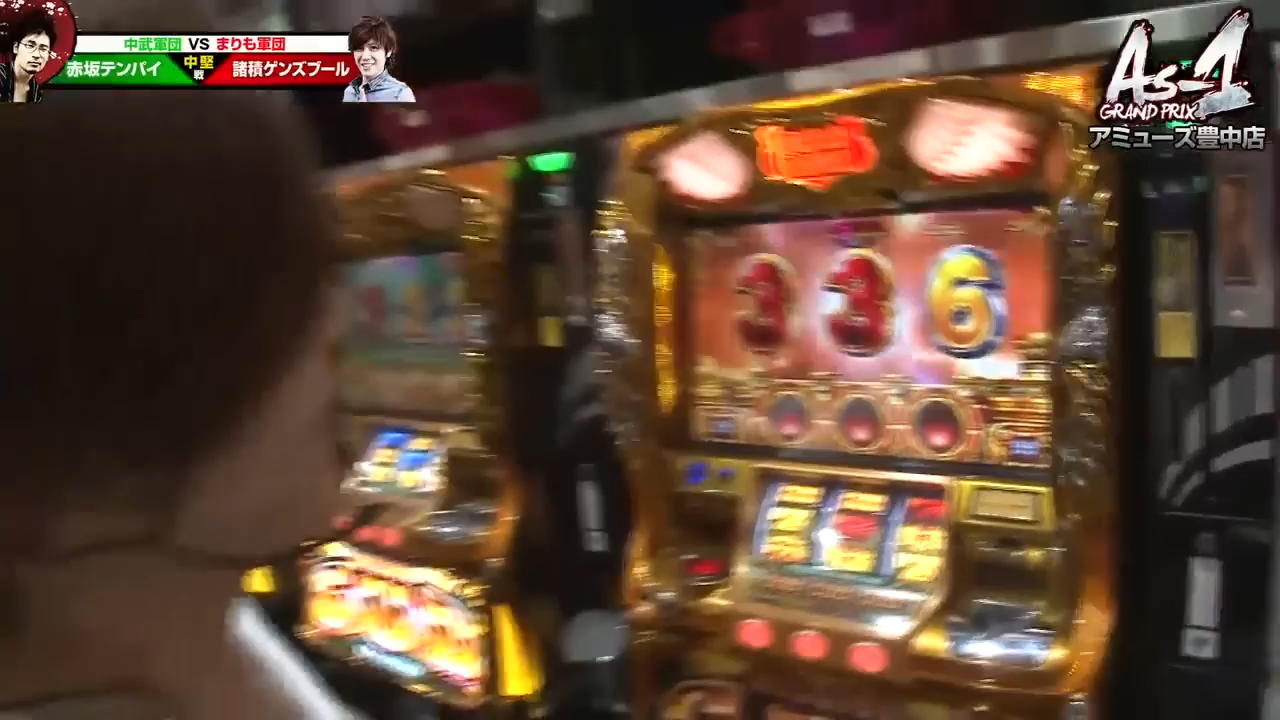 中武軍団 VS まりも軍団
赤坂テンパイ 中堅戦 諸積ゲンズブール
As-1
GRAND PRIX
アミューズ豊中店
336